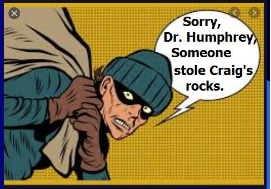 Sorry,
Dr. Humphrey,
Someone
stole Craig's
rocks.